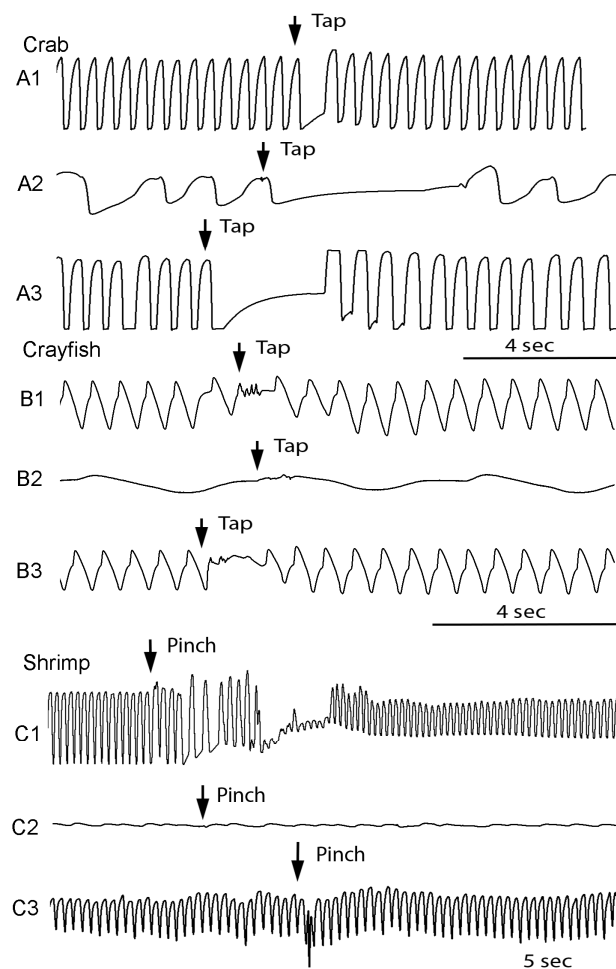 Tap
Crab
A1
Tap
A2
Tap
A3
4 sec
Crayfish
Tap
B1
Tap
B2
Tap
B3
4 sec
Pinch
Shrimp
C1
Pinch
C2
Pinch
C3
5 sec